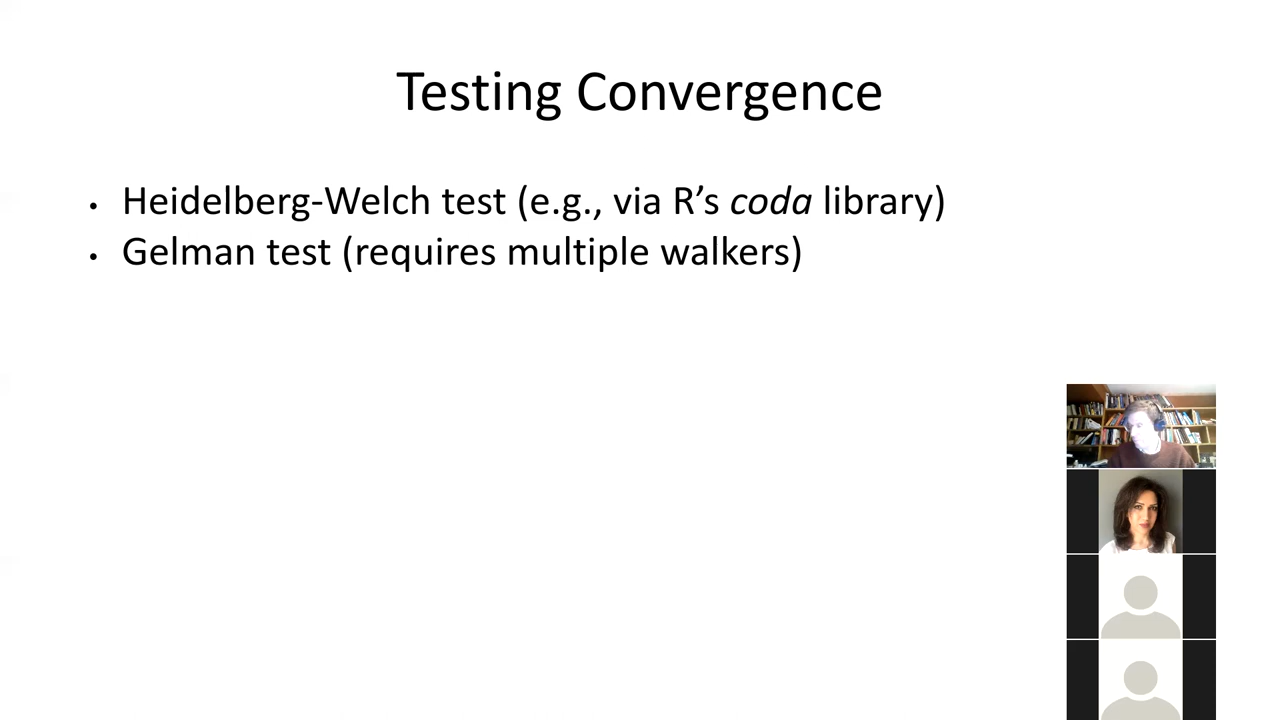 Testing Convergence
• Heidelberg-Welch test (e.g., via R’s coda library)
• Gelman test (requires multiple walkers)